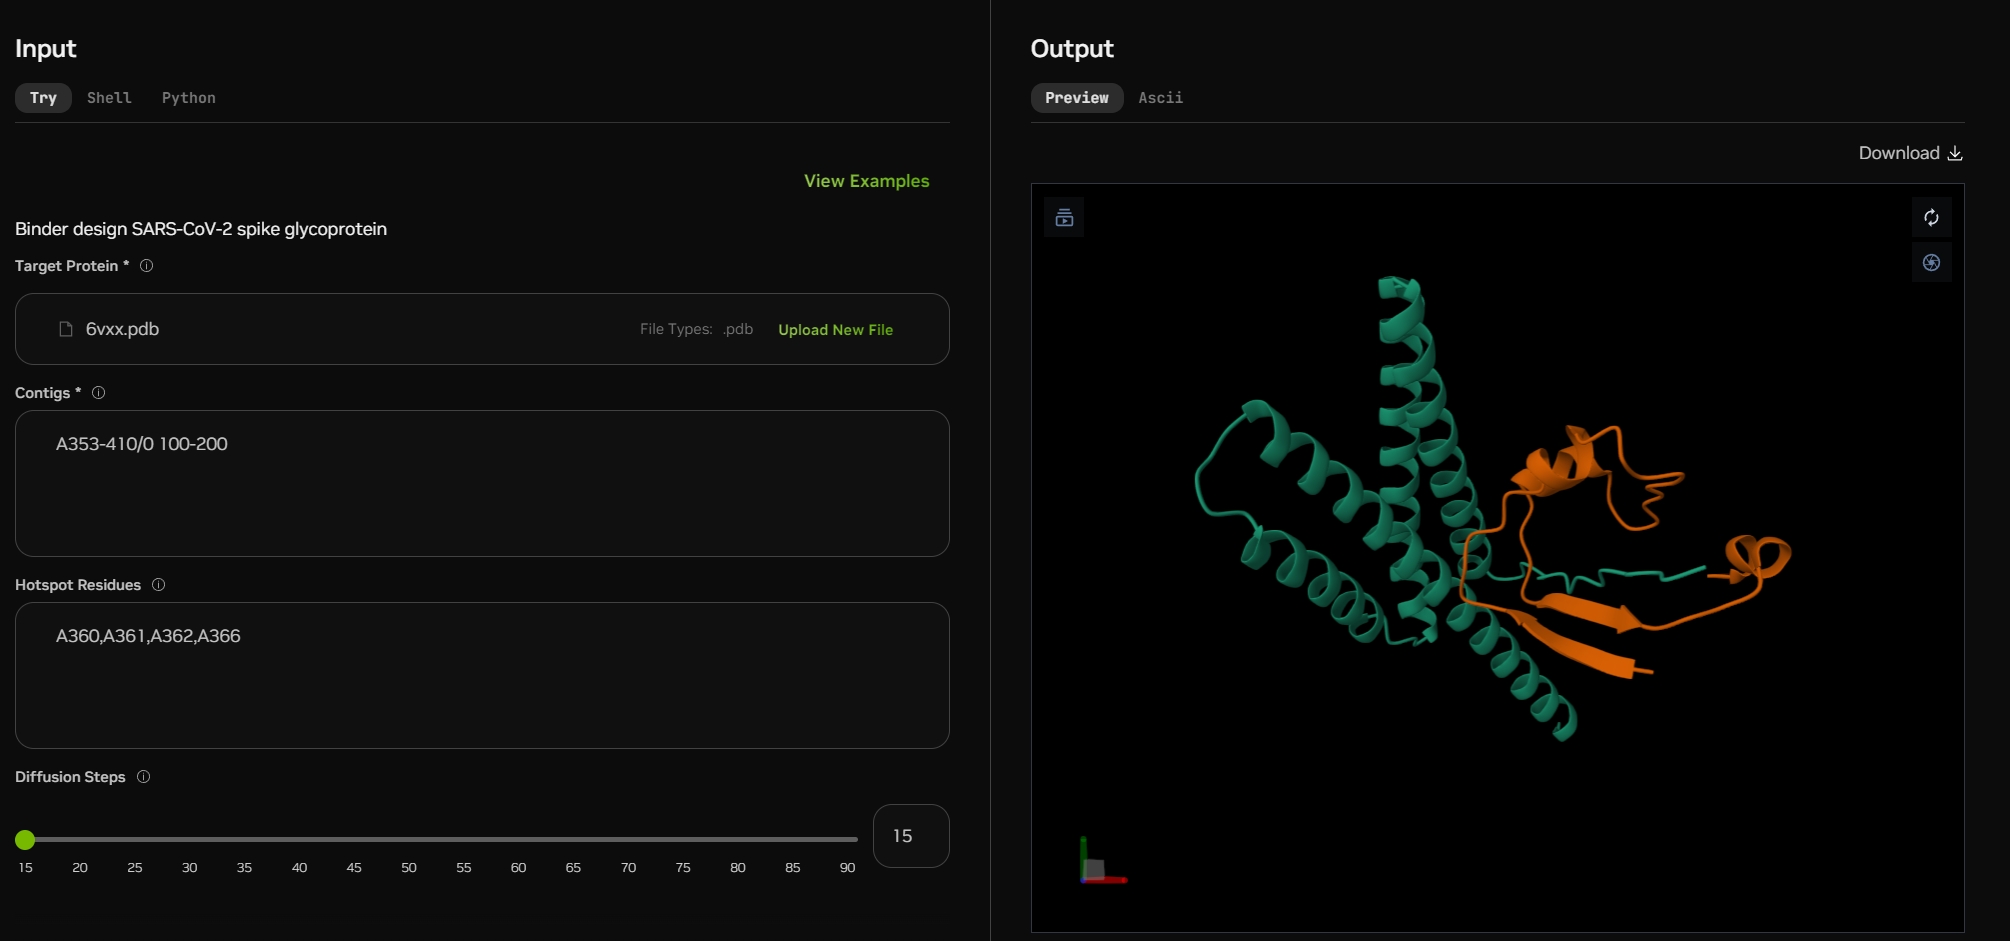 Input
Try Shell Python
View Examples
Binder design SARS-CoV-2 spike glycoprotein
Target Protein *
6vxx.pdb File Types: .pdb Upload New File
Contigs *
A353-410/0 100-200
Hotspot Residues
A360,A361,A362,A366
Diffusion Steps
15
15 20 25 30 35 40 45 50 55 60 65 70 75 80 85 90
Output
Preview Ascii
Download